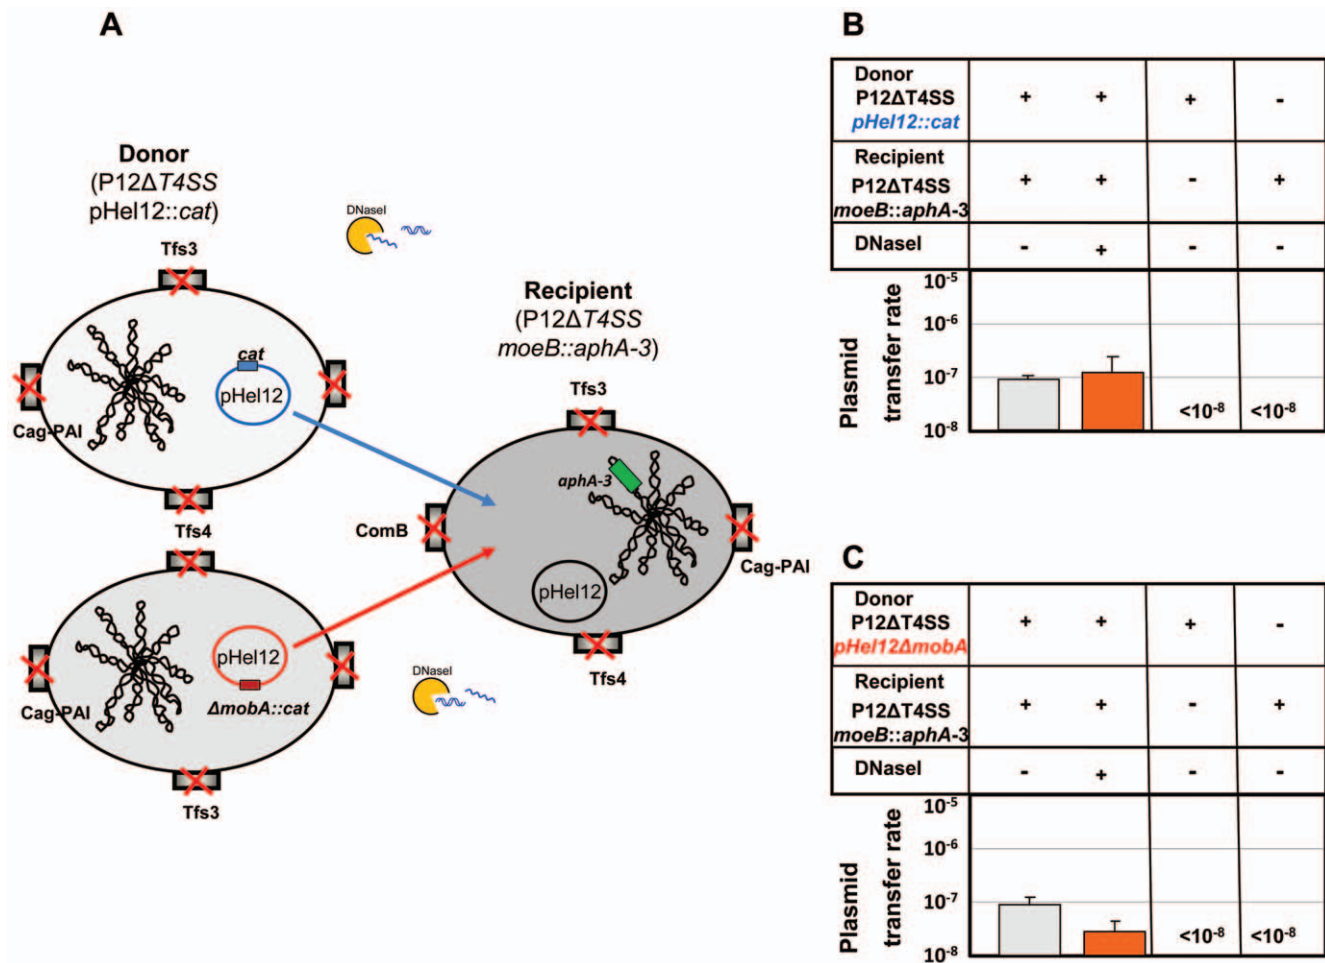 A
Donor
(P12ΔT4SS
pHel12::cat)
DNaseI
Tfs3
cat
pHel12
Cag-PAI
Tfs4
Recipient
(P12ΔT4SS
moeB::aphA-3)
Tfs3
aphA-3
ComB
pHel12
Cag-PAI
Tfs4
pHel12
ΔmobA::cat
Cag-PAI
Tfs3
DNaseI
B
Donor
P12ΔT4SS + + + -
pHel12::cat
Recipient
P12ΔT4SS + + - +
moeB::aphA-3
DNaseI - + - -
Plasmid
transfer rate
10⁻⁵
10⁻⁶
10⁻⁷
10⁻⁸
<10⁻⁸ <10⁻⁸
C
Donor
P12ΔT4SS + + + -
pHel12ΔmobA
Recipient
P12ΔT4SS + + - +
moeB::aphA-3
DNaseI - + - -
Plasmid
transfer rate
10⁻⁵
10⁻⁶
10⁻⁷
10⁻⁸
<10⁻⁸ <10⁻⁸